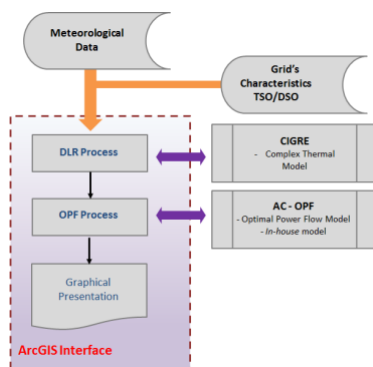 Meteorological
Data
Grid's
Characteristics
TSO/DSO
DLR Process
CIGRE
- Complex Thermal
Model
OPF Process
AC - OPF
- Optimal Power Flow Model
- In-house model
Graphical
Presentation
ArcGIS Interface